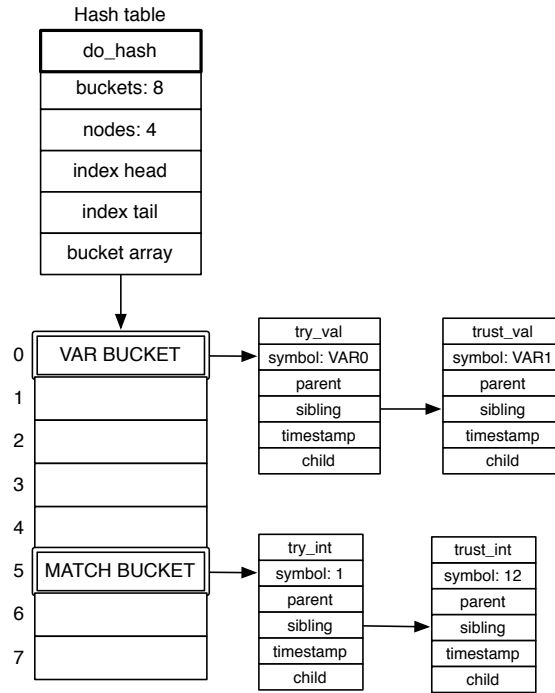 Hash table
do_hash
buckets: 8
nodes: 4
index head
index tail
bucket array
0
VAR BUCKET
1
2
3
4
5
MATCH BUCKET
6
7
try_val
symbol: VAR0
parent
sibling
timestamp
child
trust_val
symbol: VAR1
parent
sibling
timestamp
child
try_int
symbol: 1
parent
sibling
timestamp
child
trust_int
symbol: 12
parent
sibling
timestamp
child